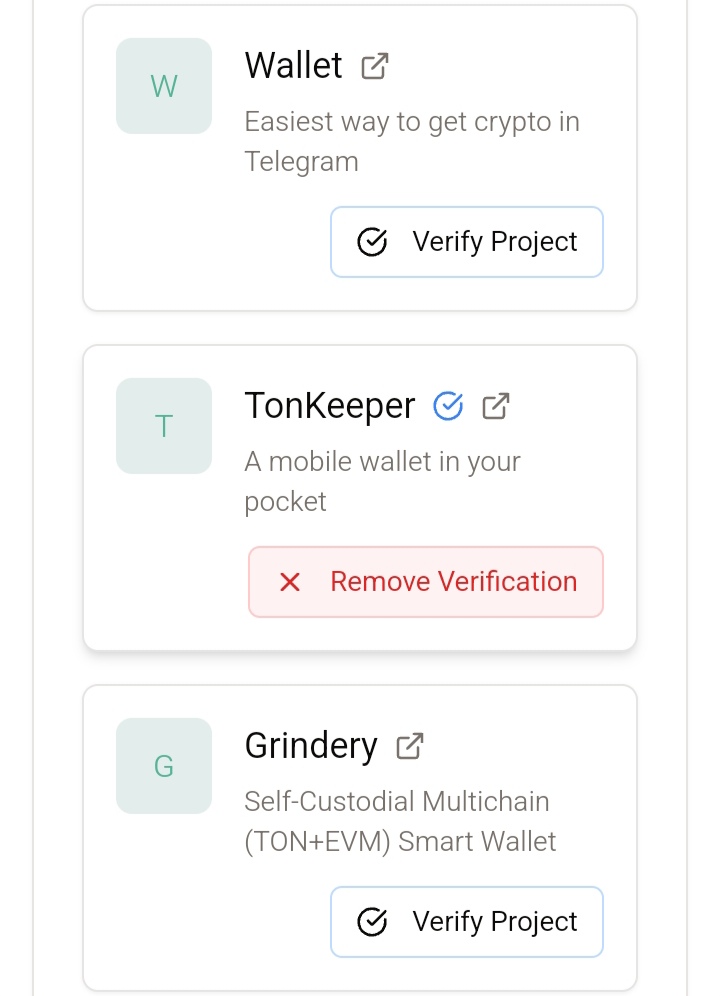 W
Wallet
Easiest way to get crypto in
Telegram
Verify Project
T
TonKeeper
A mobile wallet in your
pocket
Remove Verification
G
Grindery
Self-Custodial Multichain
(TON+EVM) Smart Wallet
Verify Project